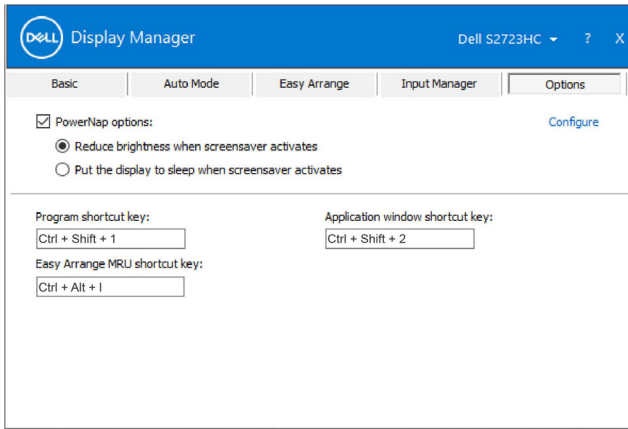 DELL Display Manager Dell S2723HC ? X
Basic Auto Mode Easy Arrange Input Manager Options
PowerNap options: Configure
Reduce brightness when screensaver activates
Put the display to sleep when screensaver activates
Program shortcut key: Application window shortcut key:
Ctrl + Shift + 1 Ctrl + Shift + 2
Easy Arrange MRU shortcut key:
Ctrl + Alt + I